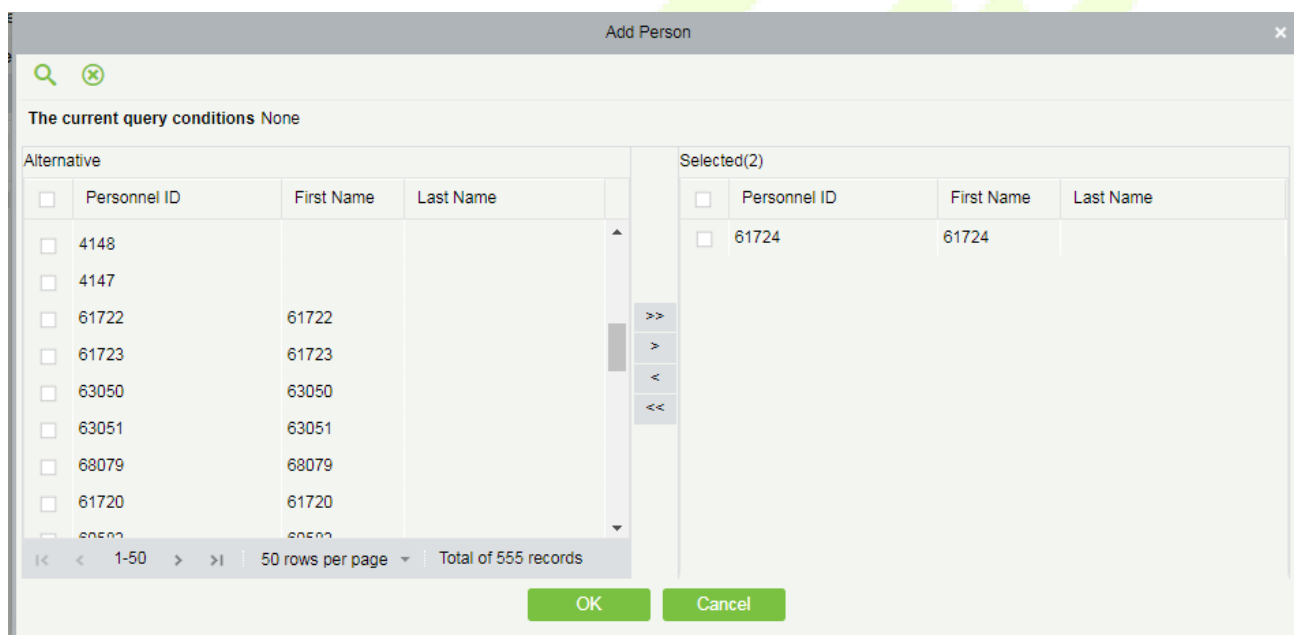 Add Person
The current query conditions None
Alternative
Personnel ID First Name Last Name
4148
4147
61722 61722
61723 61723
63050 63050
63051 63051
68079 68079
61720 61720
1-50 50 rows per page Total of 555 records
>>
>
<
<<
Selected(2)
Personnel ID First Name Last Name
61724 61724
OK Cancel